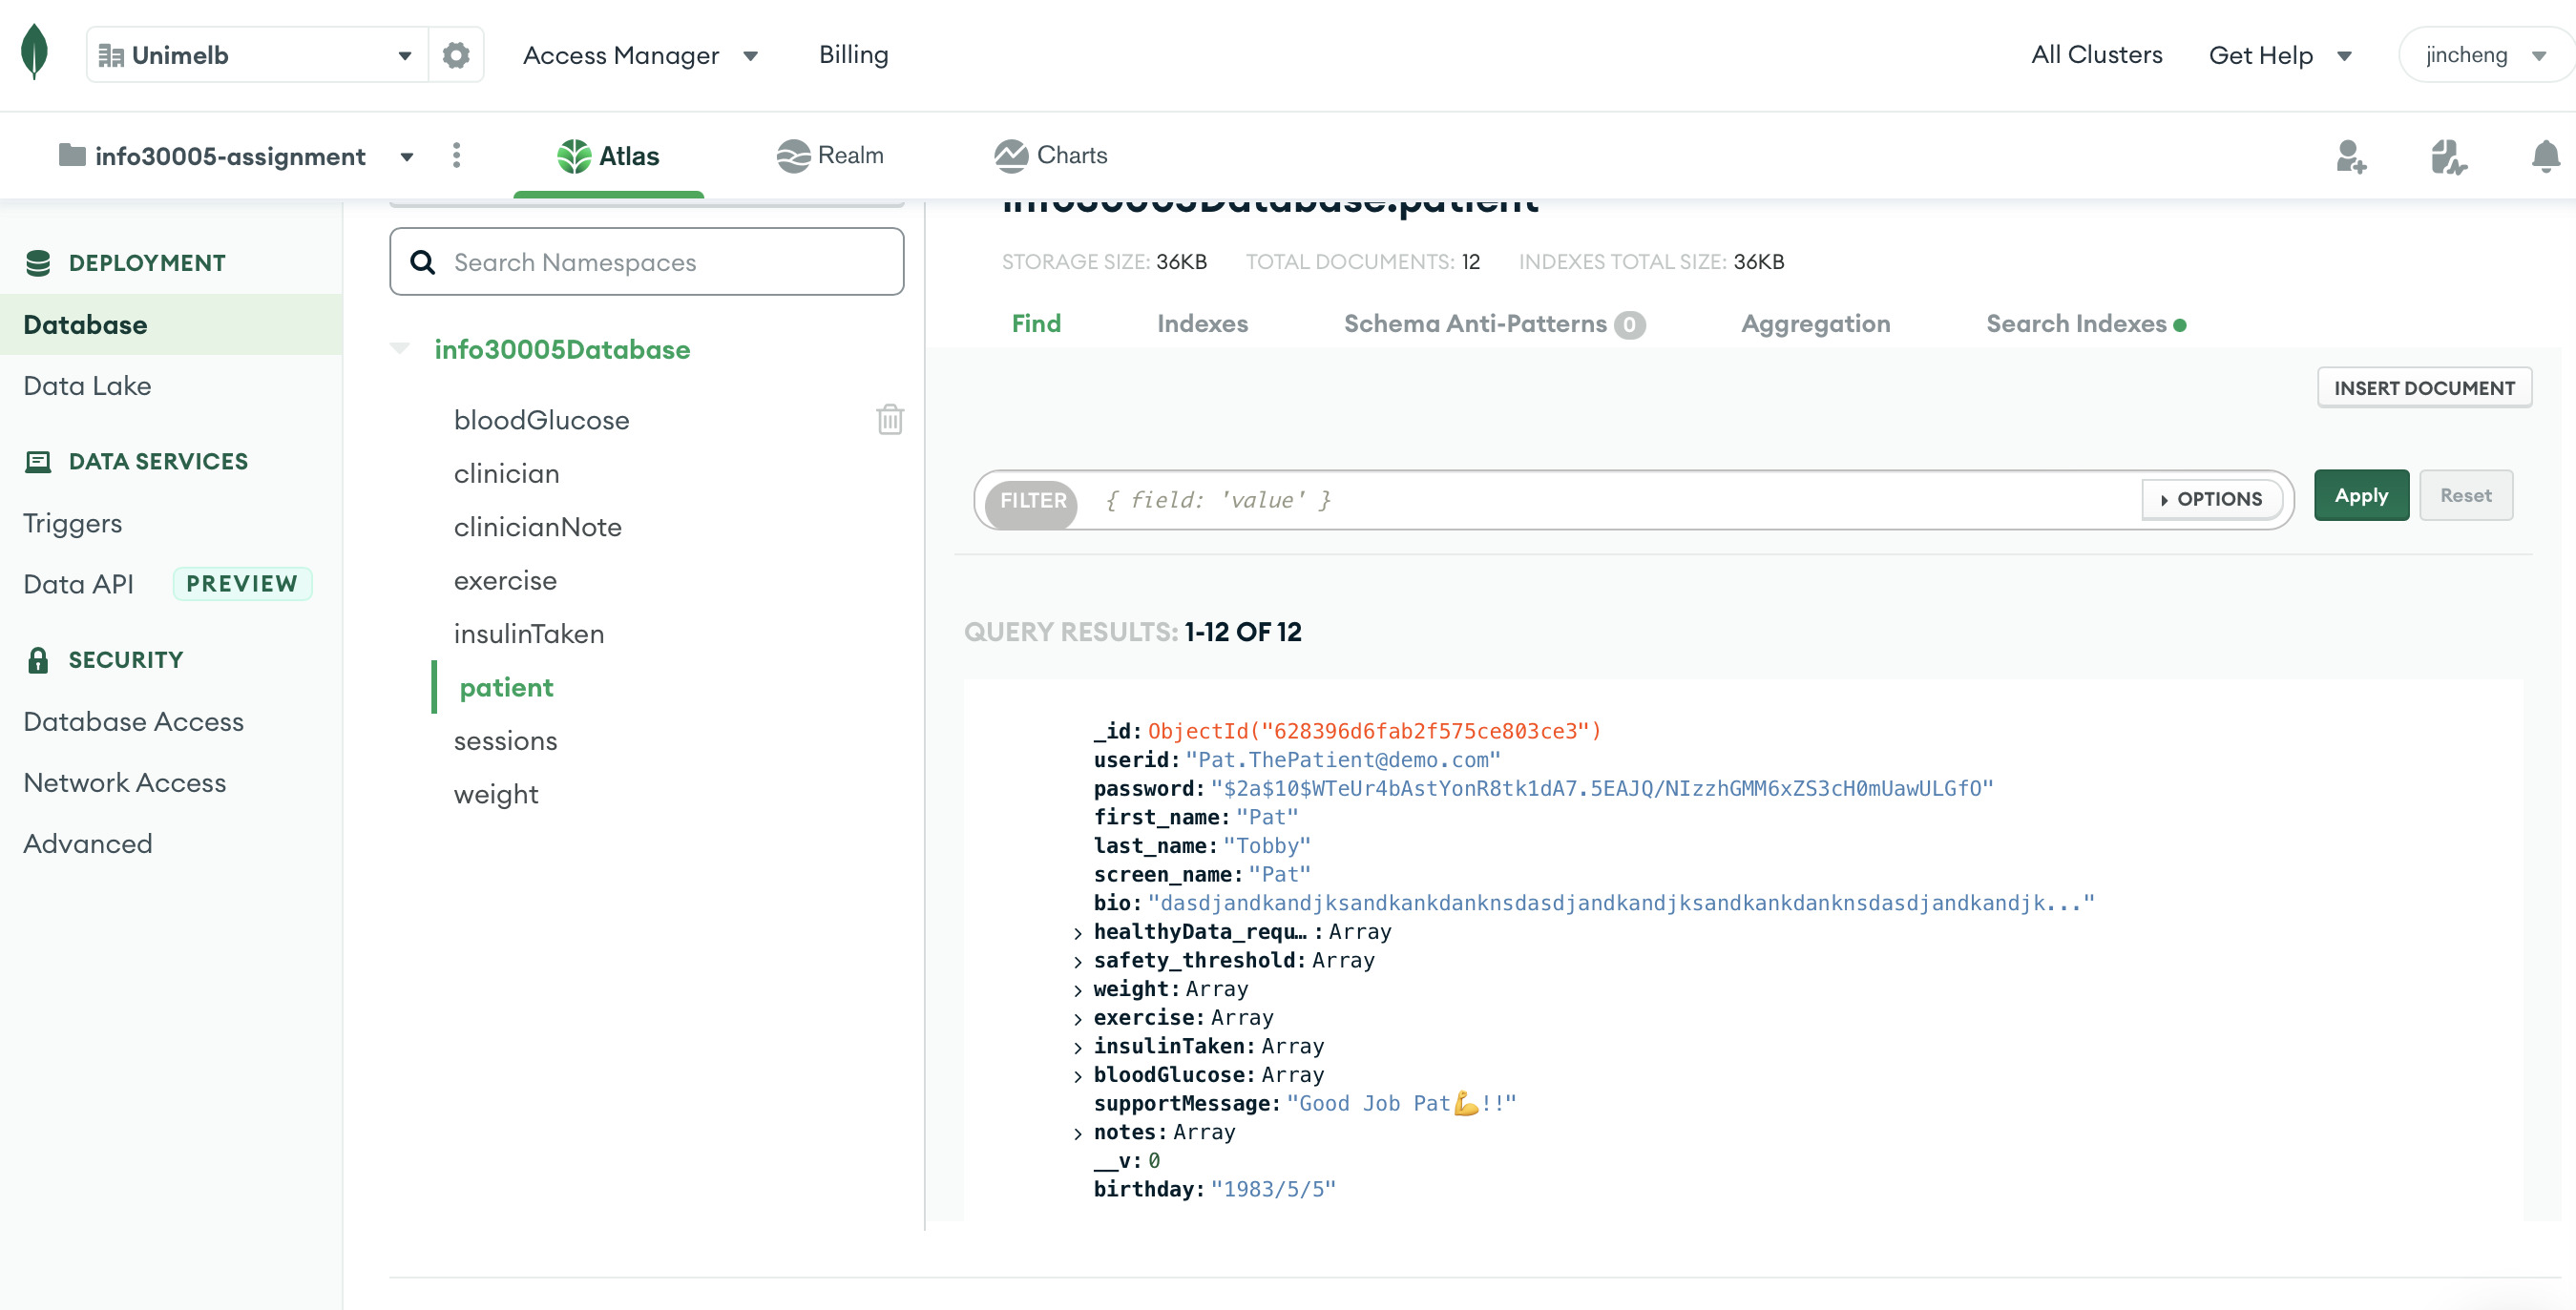 Unimelb
Access Manager
Billing
All Clusters
Get Help
jincheng
info30005-assignment
Atlas
Realm
Charts
DEPLOYMENT
Database
Data Lake
DATA SERVICES
Triggers
Data API PREVIEW
SECURITY
Database Access
Network Access
Advanced
Search Namespaces
info30005Database
bloodGlucose
clinician
clinicianNote
exercise
insulinTaken
patient
sessions
weight
info30005Database.patient
STORAGE SIZE: 36KB TOTAL DOCUMENTS: 12 INDEXES TOTAL SIZE: 36KB
Find Indexes Schema Anti-Patterns 0 Aggregation Search Indexes
INSERT DOCUMENT
FILTER { field: 'value' } OPTIONS Apply Reset
QUERY RESULTS: 1-12 OF 12
_id: ObjectId("628396d6fab2f575ce803ce3")
userid: "Pat.ThePatient@demo.com"
password: "$2a$10$WTeUr4bAstYonR8tk1dA7.5EAJQ/NIzzhGMM6xZS3cH0mUawULGfO"
first_name: "Pat"
last_name: "Tobby"
screen_name: "Pat"
bio: "dasdjandkandjksandkankdanknsdasdjandkandjksandkankdanknsdasdjandkandjk..."
healthyData_requ… : Array
safety_threshold: Array
weight: Array
exercise: Array
insulinTaken: Array
bloodGlucose: Array
supportMessage: "Good Job Pat💪!!"
notes: Array
__v: 0
birthday: "1983/5/5"